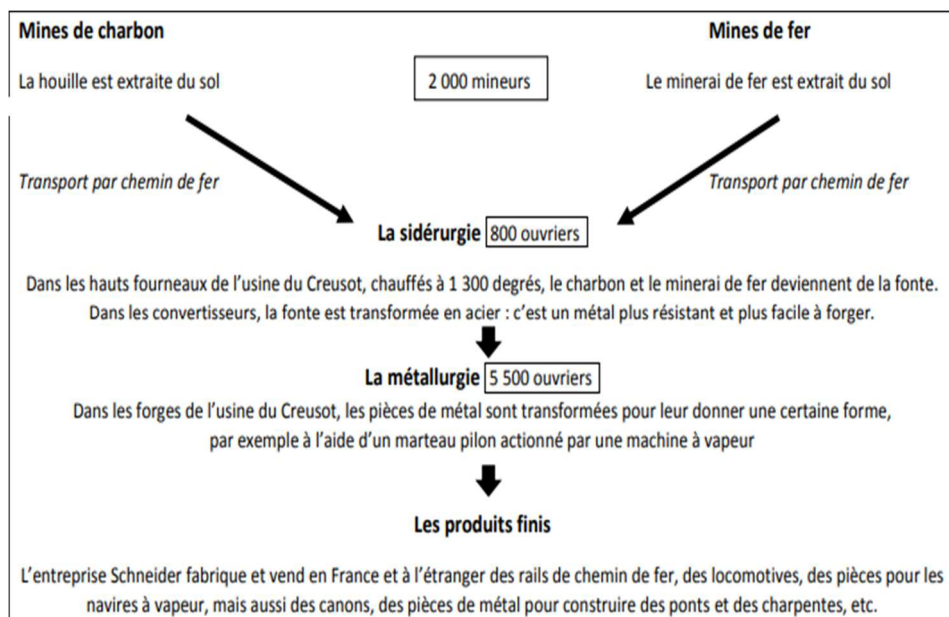 Mines de charbon
Mines de fer
La houille est extraite du sol
2 000 mineurs
Le minerai de fer est extrait du sol
Transport par chemin de fer
Transport par chemin de fer
La sidérurgie 800 ouvriers
Dans les hauts fourneaux de l’usine du Creusot, chauffés à 1 300 degrés, le charbon et le minerai de fer deviennent de la fonte.
Dans les convertisseurs, la fonte est transformée en acier : c’est un métal plus résistant et plus facile à forger.
La métallurgie 5 500 ouvriers
Dans les forges de l’usine du Creusot, les pièces de métal sont transformées pour leur donner une certaine forme,
par exemple à l’aide d’un marteau pilon actionné par une machine à vapeur
Les produits finis
L’entreprise Schneider fabrique et vend en France et à l’étranger des rails de chemin de fer, des locomotives, des pièces pour les
navires à vapeur, mais aussi des canons, des pièces de métal pour construire des ponts et des charpentes, etc.